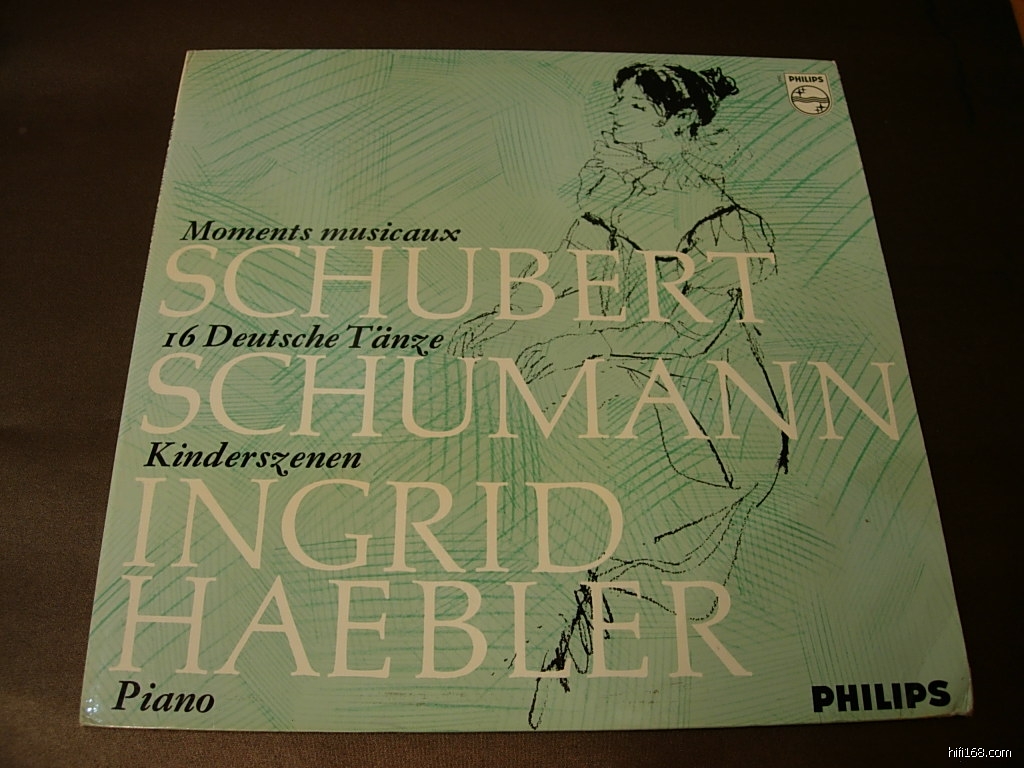 PHILIPS
Moments musicaux
SCHUBERT
16 Deutsche Tänze
SCHUMANN
Kinderszenen
INGRID
HAEBLER
Piano
PHILIPS
hifi168.com